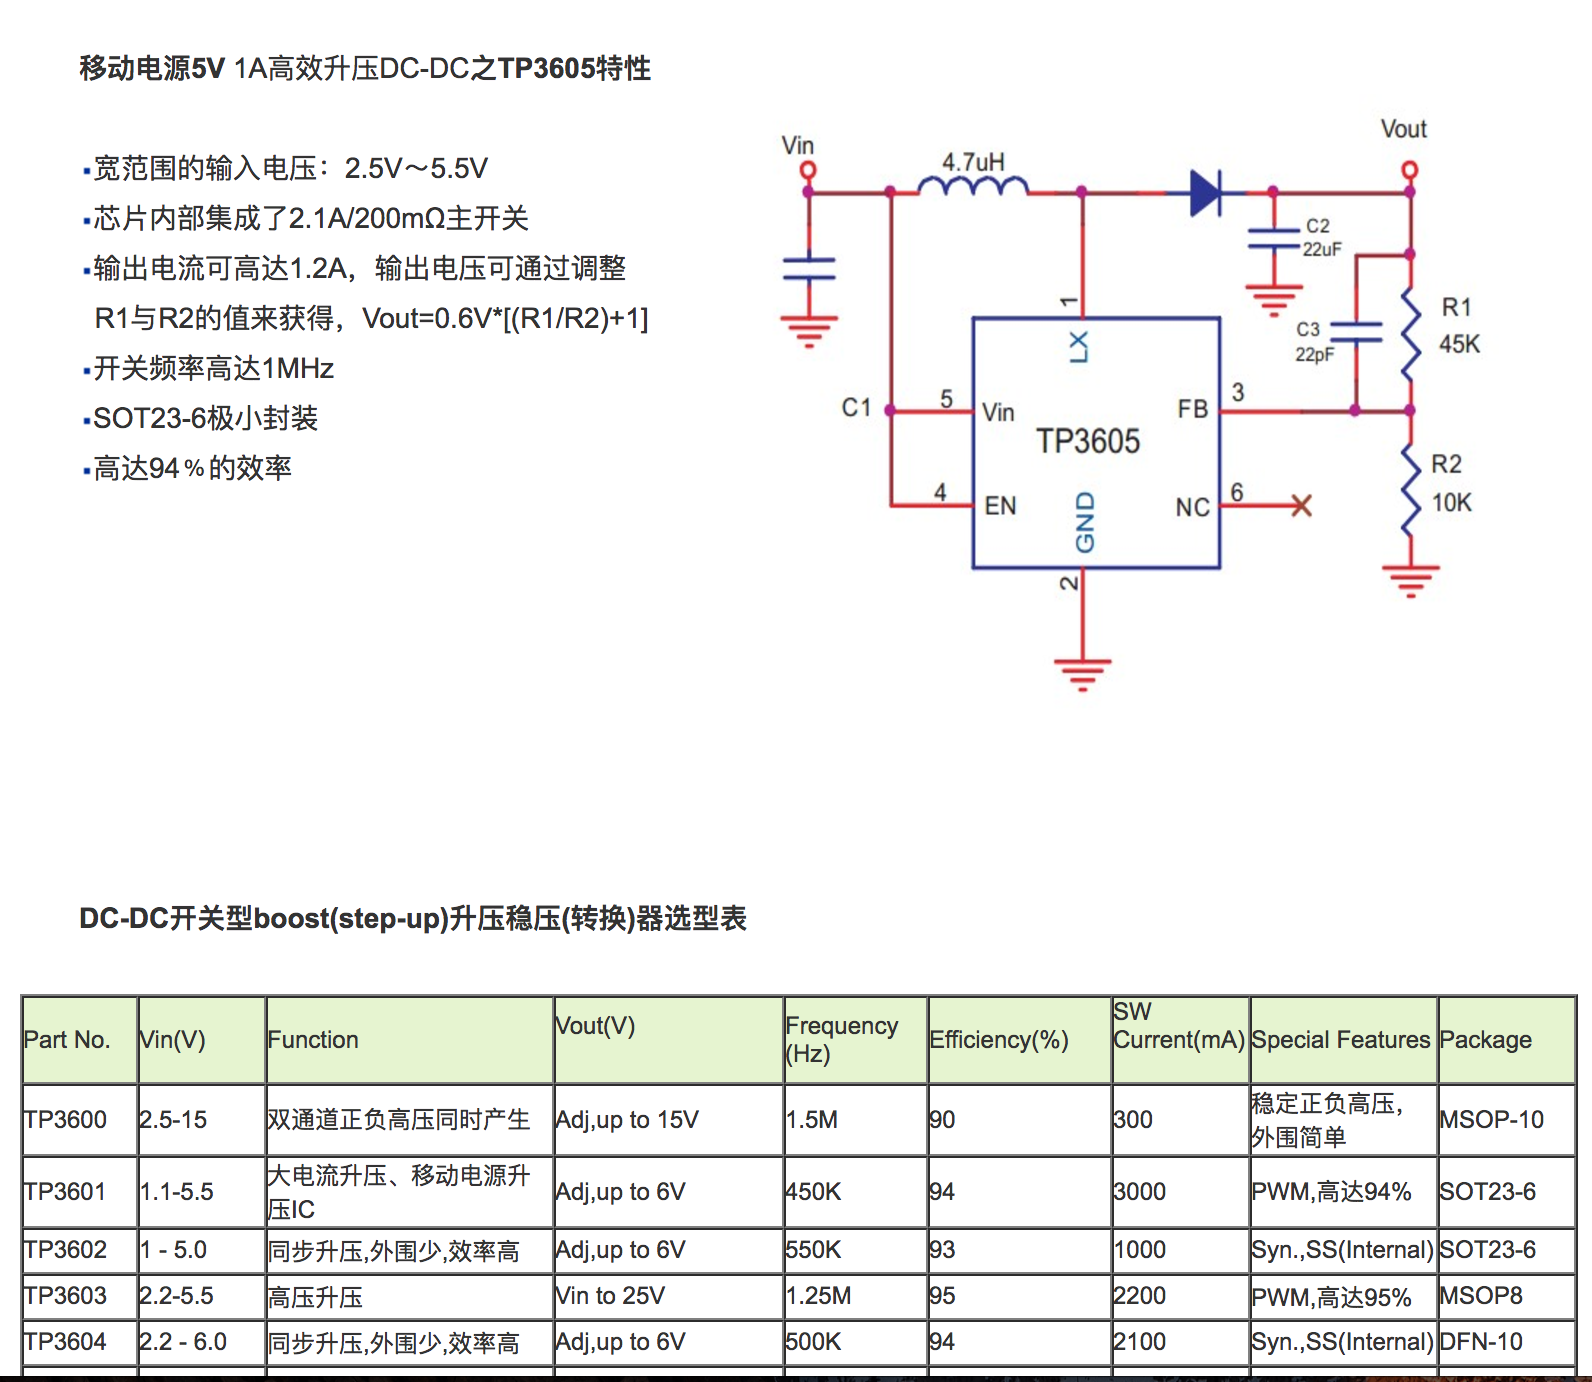 移动电源5V 1A高效升压DC-DC之TP3605特性
▪宽范围的输入电压：2.5V～5.5V
▪芯片内部集成了2.1A/200mΩ主开关
▪输出电流可高达1.2A，输出电压可通过调整
R1与R2的值来获得，Vout=0.6V*[(R1/R2)+1]
▪开关频率高达1MHz
▪SOT23-6极小封装
▪高达94％的效率
Vin
4.7uH
Vout
C2
22uF
1
LX
C3
22pF
R1
45K
C1
5
Vin
FB
3
TP3605
4
EN
GND
NC
6
R2
10K
2
DC-DC开关型boost(step-up)升压稳压(转换)器选型表
Part No. Vin(V) Function Vout(V) Frequency (Hz) Efficiency(%) SW Current(mA) Special Features Package
TP3600 2.5-15 双通道正负高压同时产生 Adj,up to 15V 1.5M 90 300 稳定正负高压,外围简单 MSOP-10
TP3601 1.1-5.5 大电流升压、移动电源升压IC Adj,up to 6V 450K 94 3000 PWM,高达94% SOT23-6
TP3602 1 - 5.0 同步升压,外围少,效率高 Adj,up to 6V 550K 93 1000 Syn.,SS(Internal) SOT23-6
TP3603 2.2-5.5 高压升压 Vin to 25V 1.25M 95 2200 PWM,高达95% MSOP8
TP3604 2.2 - 6.0 同步升压,外围少,效率高 Adj,up to 6V 500K 94 2100 Syn.,SS(Internal) DFN-10